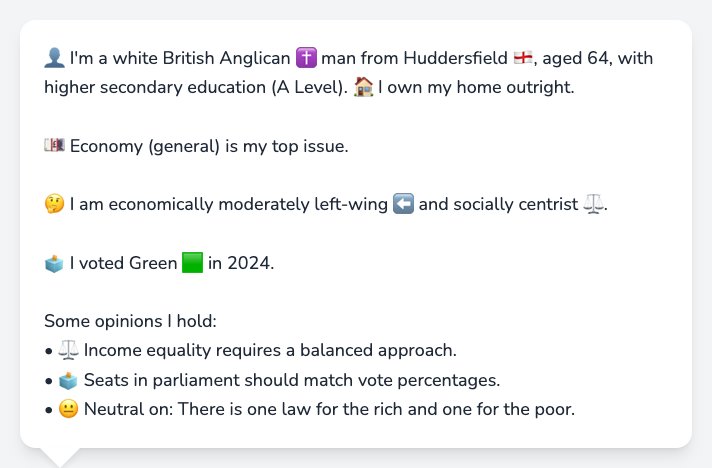 👤 I'm a white British Anglican ✝️ man from Huddersfield 🏴󠁧󠁢󠁥󠁮󠁧󠁿, aged 64, with
higher secondary education (A Level). 🏠 I own my home outright.
💷 Economy (general) is my top issue.
🤔 I am economically moderately left-wing ⬅️ and socially centrist ⚖️.
🗳️ I voted Green 🟩 in 2024.
Some opinions I hold:
• ⚖️ Income equality requires a balanced approach.
• 🗳️ Seats in parliament should match vote percentages.
• 😐 Neutral on: There is one law for the rich and one for the poor.